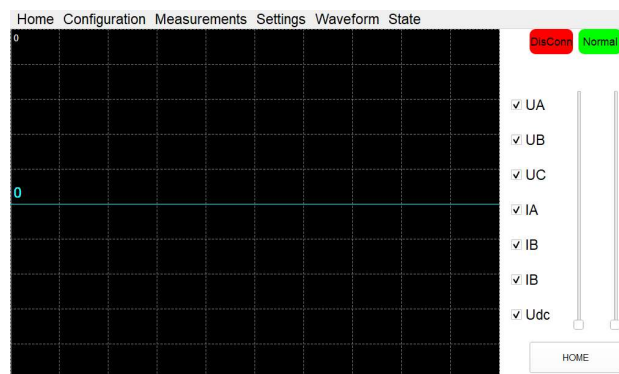 Home Configuration Measurements Settings Waveform State
0
DisConn Normal
UA
UB
UC
0
IA
IB
IB
Udc
HOME